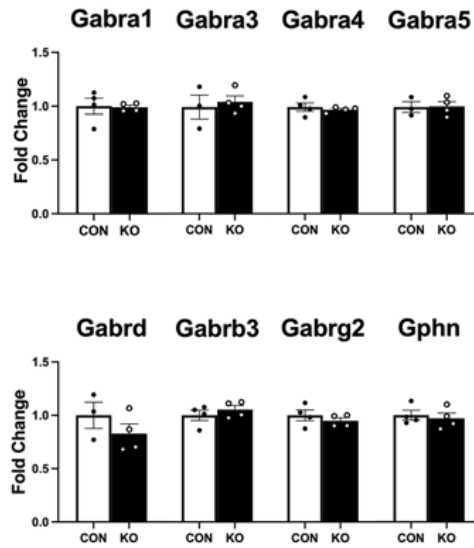 Gabra1 Gabra3 Gabra4 Gabra5
Fold Change
1.5
1.0
0.5
0.0
CON KO CON KO CON KO CON KO
Gabrd Gabrb3 Gabrg2 Gphn
Fold Change
1.5
1.0
0.5
0.0
CON KO CON KO CON KO CON KO